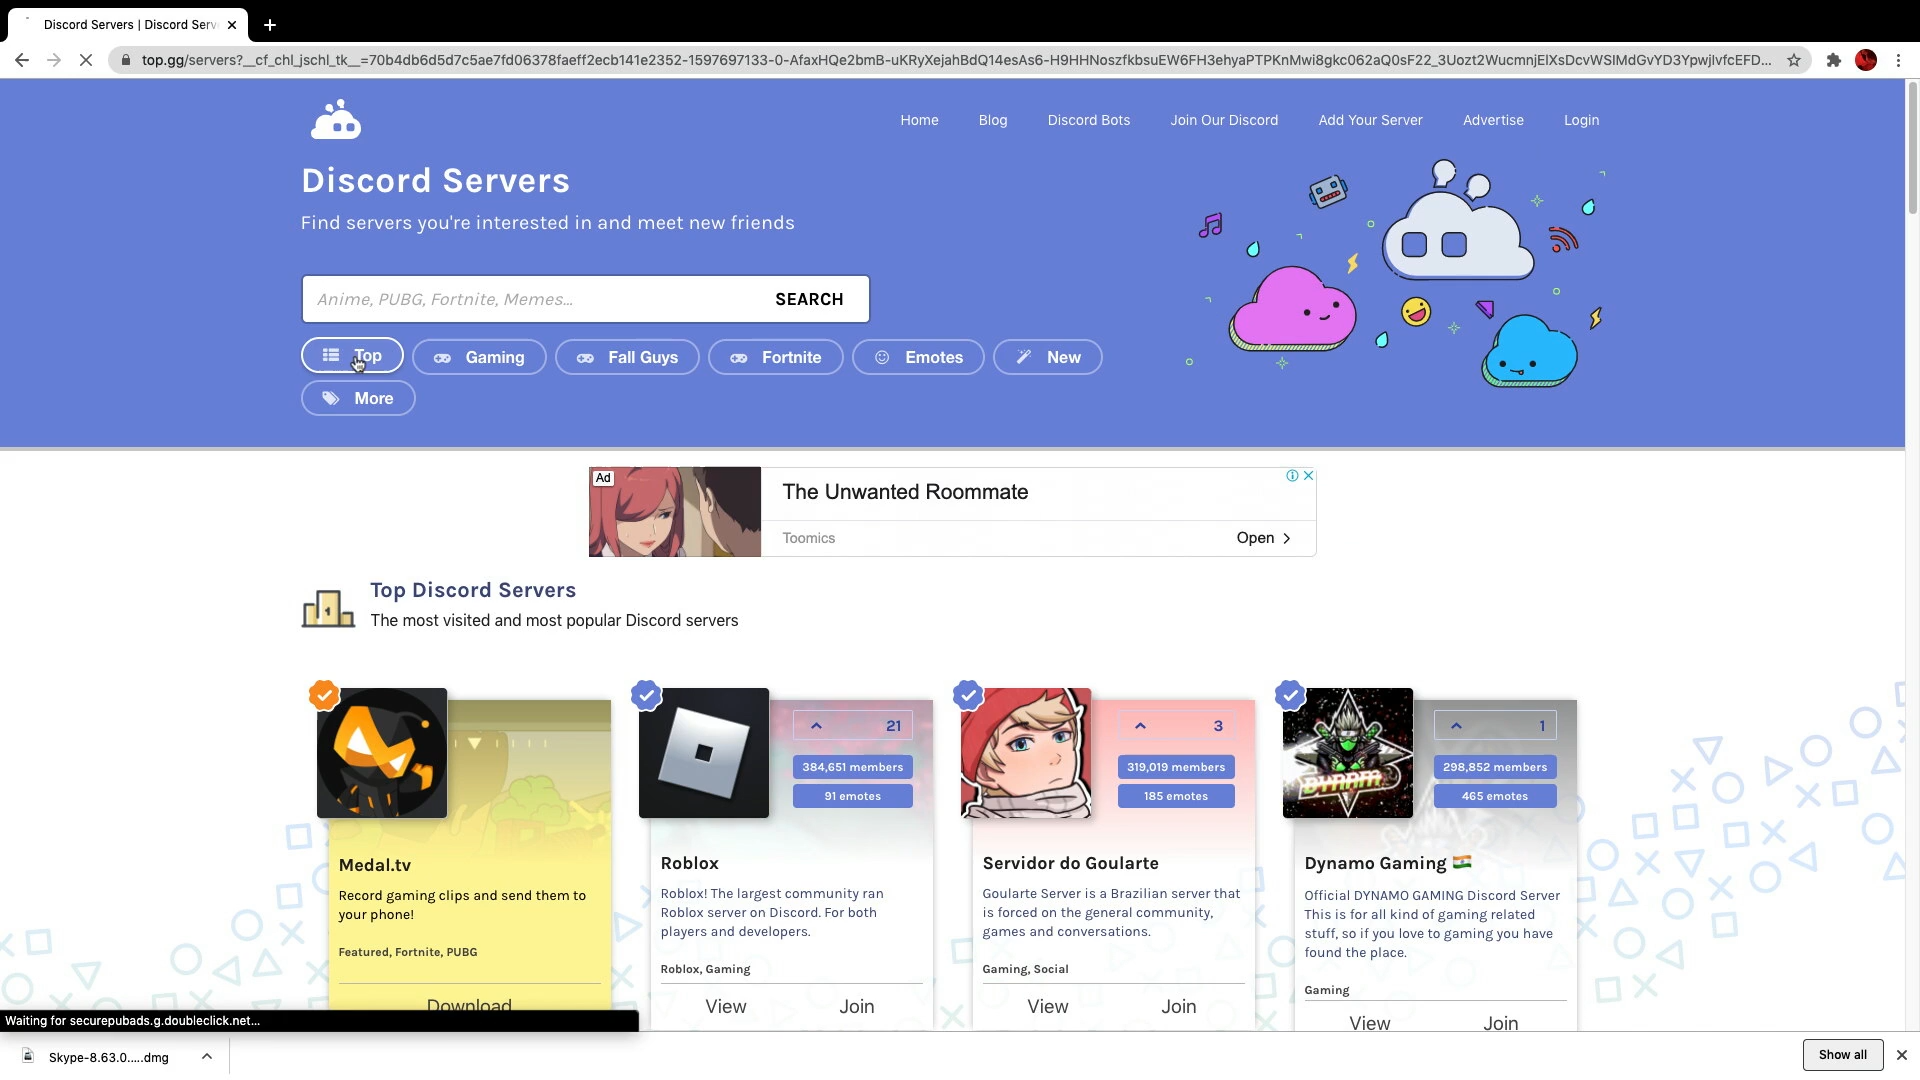 Discord Servers | Discord Serv
top.gg/servers?__cf_chl_jschl_tk__=70b4db6d5d7c5ae7fd06378faeff2ecb141e2352-1597697133-0-AfaxHQe2bmB-uKRyXejahBdQ14esAs6-H9HHNoszfkbsuEW6FH3ehyaPTPKnMwi8gkc062aQ0sF22_3Uozt2WucmnjElXsDcvWSlMdGvYD3YpwjlvfcEFD...
Home Blog Discord Bots Join Our Discord Add Your Server Advertise Login
Discord Servers
Find servers you're interested in and meet new friends
Anime, PUBG, Fortnite, Memes... SEARCH
Top Gaming Fall Guys Fortnite Emotes New
More
Ad
The Unwanted Roommate
Toomics Open
1
Top Discord Servers
The most visited and most popular Discord servers
Medal.tv
Record gaming clips and send them to
your phone!
Featured, Fortnite, PUBG
Download
21
384,651 members
91 emotes
Roblox
Roblox! The largest community ran
Roblox server on Discord. For both
players and developers.
Roblox, Gaming
View Join
3
319,019 members
185 emotes
Servidor do Goularte
Goularte Server is a Brazilian server that
is forced on the general community,
games and conversations.
Gaming, Social
View Join
DYNAMO
1
298,852 members
465 emotes
Dynamo Gaming 🇮🇳
Official DYNAMO GAMING Discord Server
This is for all kind of gaming related
stuff, so if you love to gaming you have
found the place.
Gaming
View Join
Waiting for securepubads.g.doubleclick.net...
Skype-8.63.0.....dmg
Show all